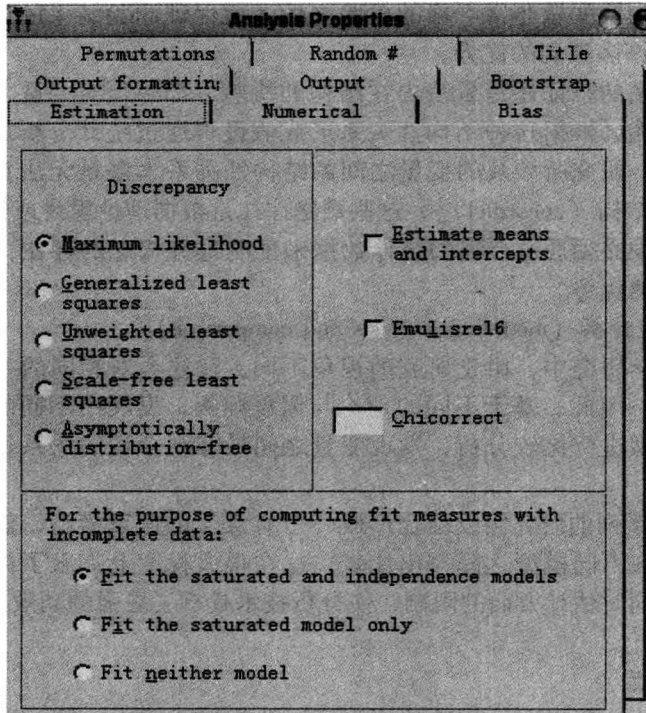 Analysis Properties
Permutations Random # Title
Output formattin Output Bootstrap
Estimation Numerical Bias
Discrepancy
Maximum likelihood
Generalized least
squares
Unweighted least
squares
Scale-free least
squares
Asymptotically
distribution-free
Estimate means
and intercepts
Emulisrel6
Chicorrect
For the purpose of computing fit measures with
incomplete data:
Fit the saturated and independence models
Fit the saturated model only
Fit neither model